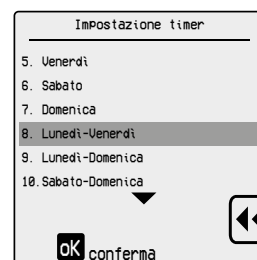 Impostazione timer
5. Venerdì
6. Sabato
7. Domenica
8. Lunedì-Venerdì
9. Lunedì-Domenica
10.Sabato-Domenica
oK conferma